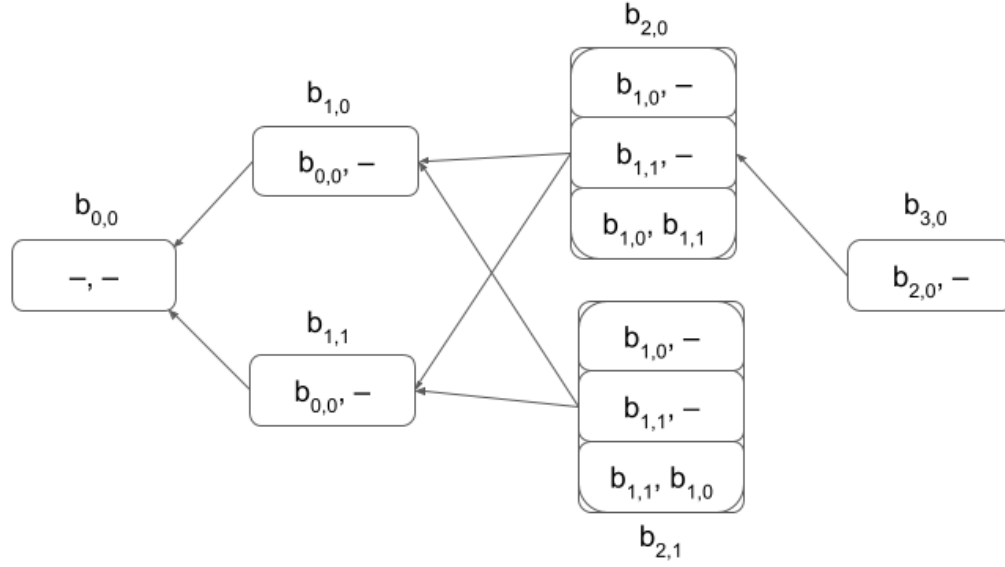 b0,0
–, –
b1,0
b0,0, –
b1,1
b0,0, –
b2,0
b1,0, –
b1,1, –
b1,0, b1,1
b1,0, –
b1,1, –
b1,1, b1,0
b2,1
b3,0
b2,0, –